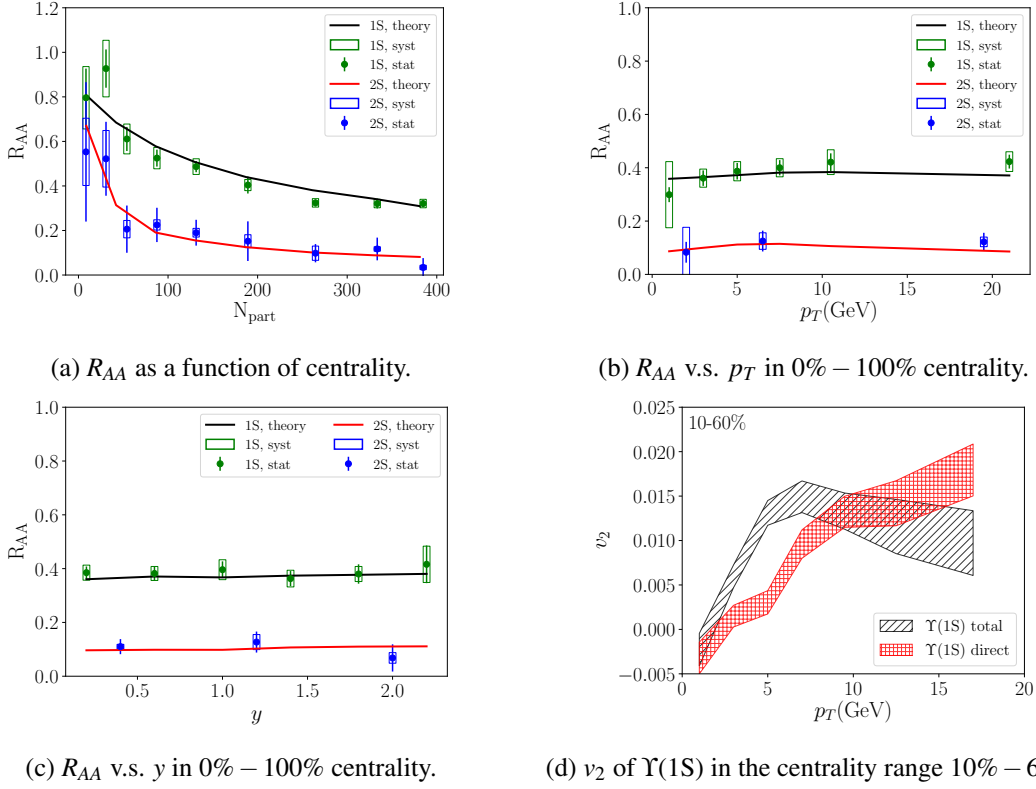 1.2
1.0
0.8
0.6
0.4
0.2
0.0
R_AA
0
100
200
300
400
N_part
1S, theory
1S, syst
1S, stat
2S, theory
2S, syst
2S, stat
(a) R_AA as a function of centrality.
1.0
0.8
0.6
0.4
0.2
0.0
R_AA
0
5
10
15
20
p_T(GeV)
1S, theory
1S, syst
1S, stat
2S, theory
2S, syst
2S, stat
(b) R_AA v.s. p_T in 0% − 100% centrality.
1.0
0.8
0.6
0.4
0.2
0.0
R_AA
0.5
1.0
1.5
2.0
y
1S, theory
1S, syst
1S, stat
2S, theory
2S, syst
2S, stat
(c) R_AA v.s. y in 0% − 100% centrality.
10-60%
0.025
0.020
0.015
0.010
0.005
0.000
−0.005
v_2
0
5
10
15
20
p_T(GeV)
ϒ(1S) total
ϒ(1S) direct
(d) v_2 of ϒ(1S) in the centrality range 10% − 6